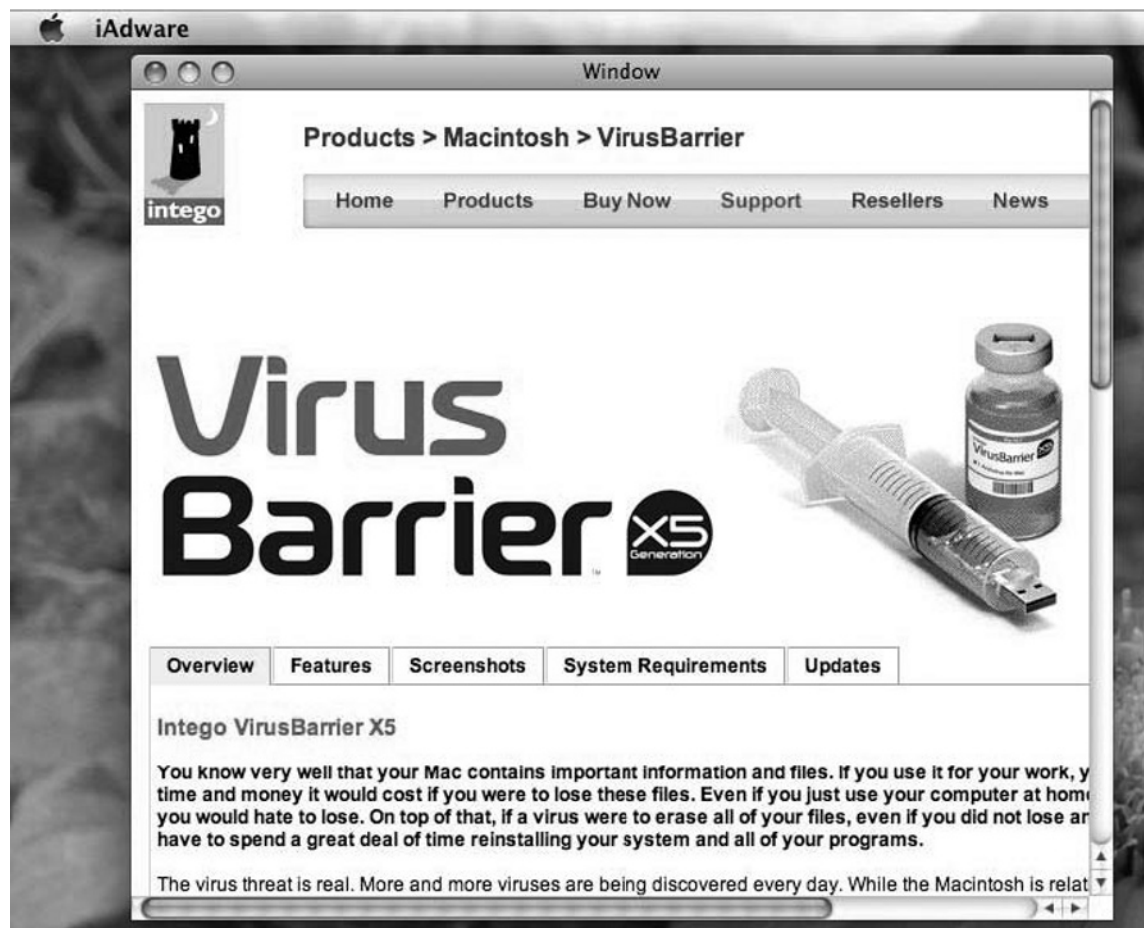 iAdware
Window
intego
Products > Macintosh > VirusBarrier
Home Products Buy Now Support Resellers News
Virus
Barrier X5
Generation
TM
VirusBarrier X5
Overview Features Screenshots System Requirements Updates
Intego VirusBarrier X5
You know very well that your Mac contains important information and files. If you use it for your work, y
time and money it would cost if you were to lose these files. Even if you just use your computer at home
you would hate to lose. On top of that, if a virus were to erase all of your files, even if you did not lose an
have to spend a great deal of time reinstalling your system and all of your programs.
The virus threat is real. More and more viruses are being discovered every day. While the Macintosh is relat